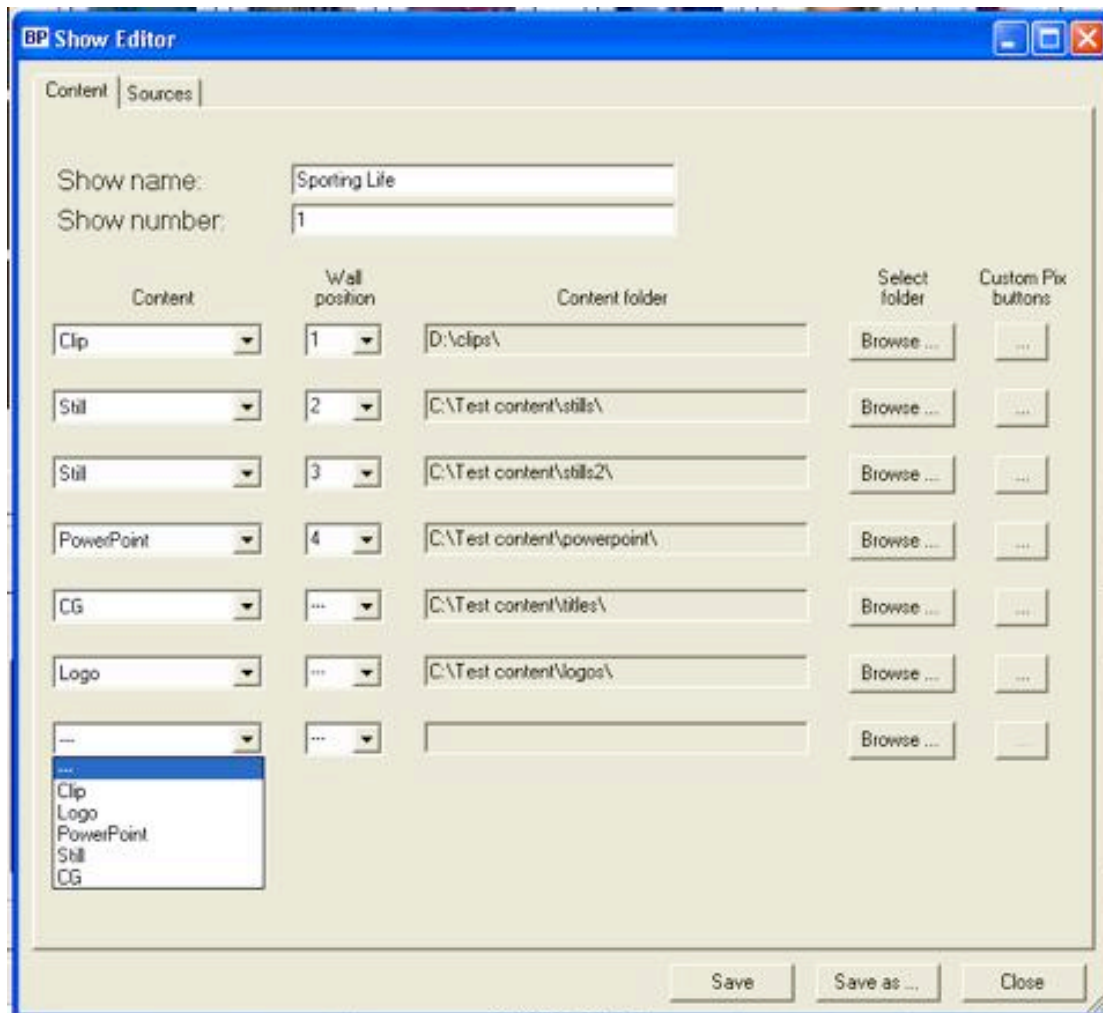 BP Show Editor
Content Sources
Show name: Sporting Life
Show number: 1
Content Wall position Content folder Select folder Custom Pix buttons
Clip 1 D:\clips\ Browse ... ...
Still 2 C:\Test content\stills\ Browse ... ...
Still 3 C:\Test content\stills2\ Browse ... ...
PowerPoint 4 C:\Test content\powerpoint\ Browse ... ...
CG --- C:\Test content\titles\ Browse ... ...
Logo --- C:\Test content\logos\ Browse ... ...
--- --- Browse ... ...
---
Clip
Logo
PowerPoint
Still
CG
Save Save as ... Close